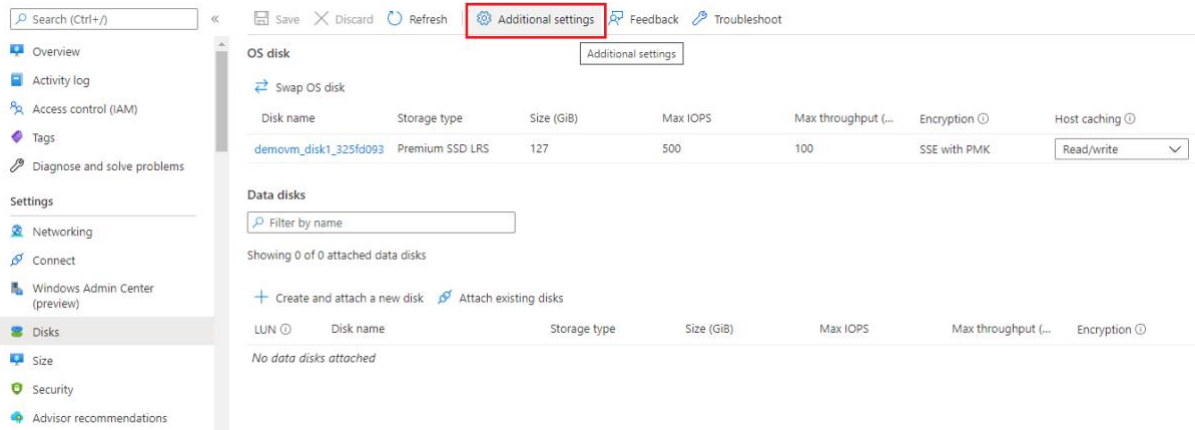 Search (Ctrl+/) «
Overview
Activity log
Access control (IAM)
Tags
Diagnose and solve problems
Settings
Networking
Connect
Windows Admin Center
(preview)
Disks
Size
Security
Advisor recommendations
Save Discard Refresh Additional settings Feedback Troubleshoot
Additional settings
OS disk
Swap OS disk
Disk name Storage type Size (GiB) Max IOPS Max throughput (... Encryption Host caching
demovm_disk1_325fd093 Premium SSD LRS 127 500 100 SSE with PMK Read/write
Data disks
Filter by name
Showing 0 of 0 attached data disks
Create and attach a new disk Attach existing disks
LUN Disk name Storage type Size (GiB) Max IOPS Max throughput (... Encryption
No data disks attached